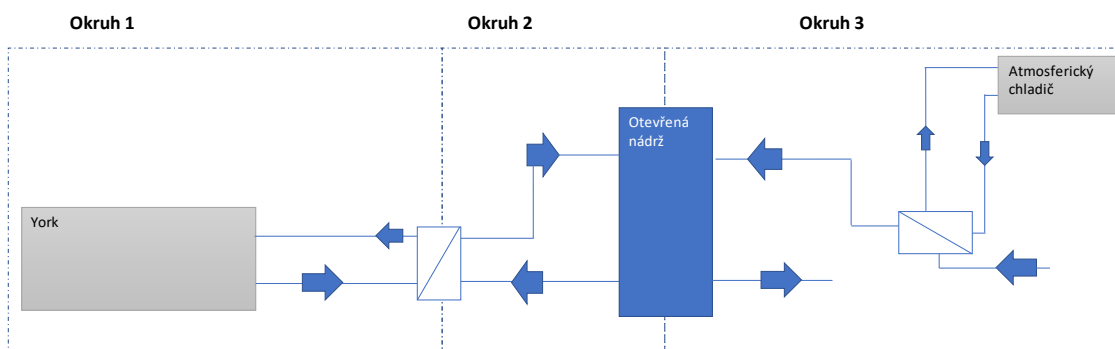 Okruh 1
Okruh 2
Okruh 3
Atmosferický
chladič
Otevřená
nádrž
York